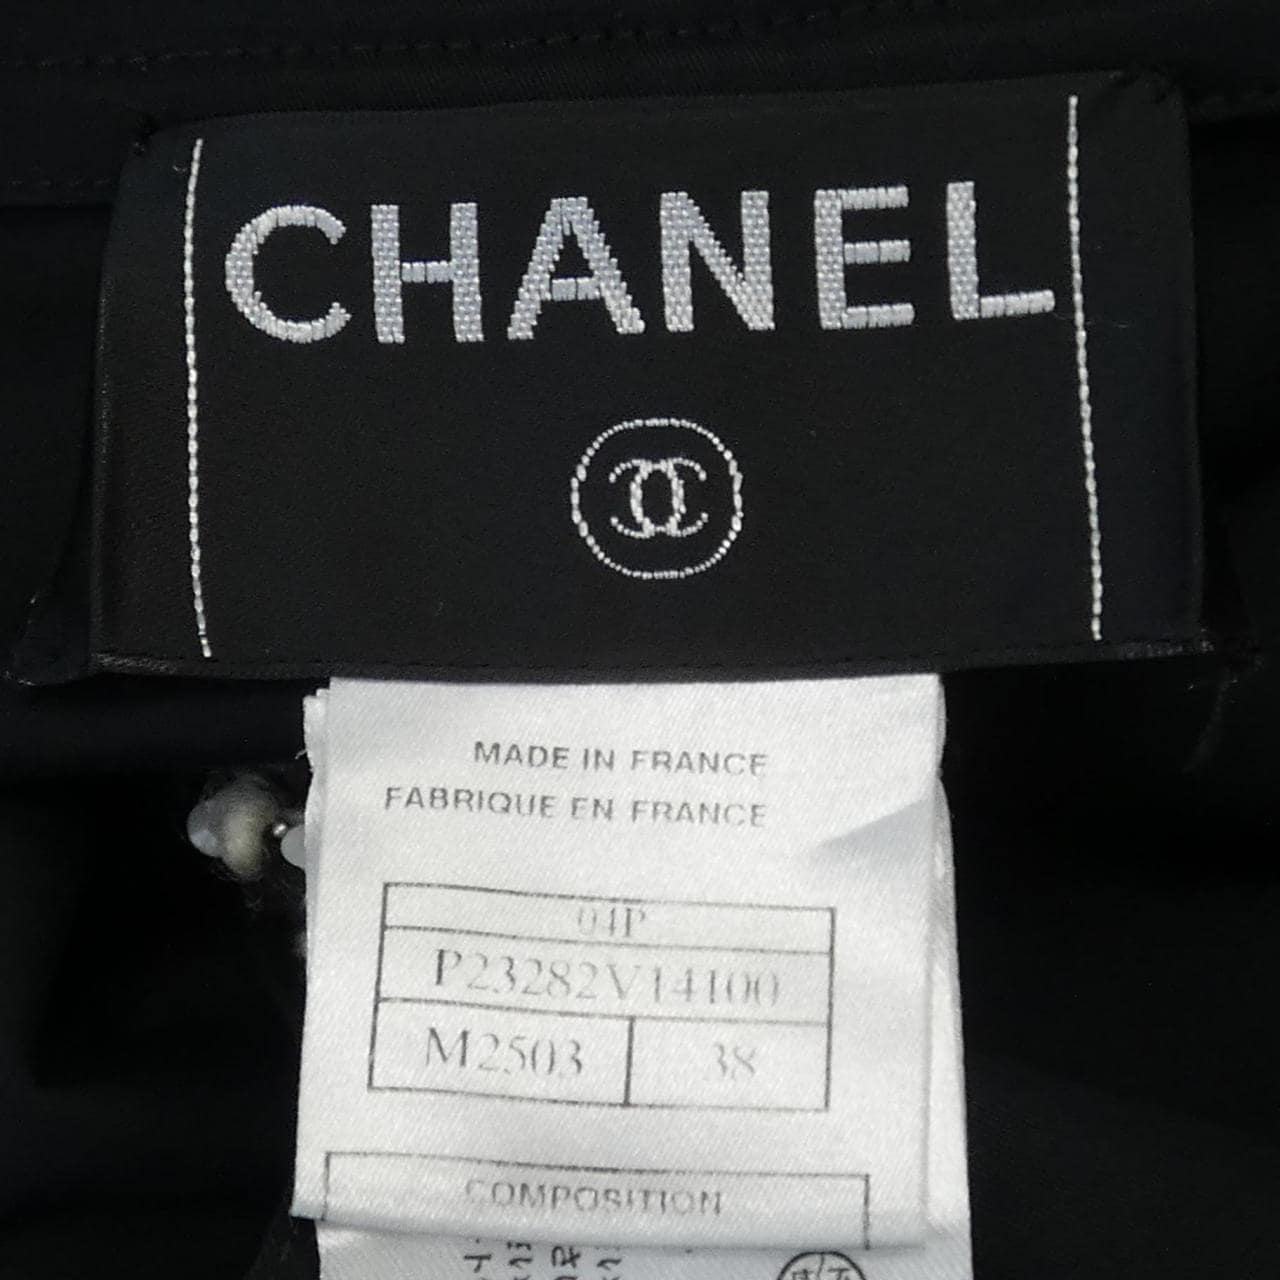 CHANEL
MADE IN FRANCE
FABRIQUE EN FRANCE
04P
P23282V14100
M2503 38
COMPOSITION